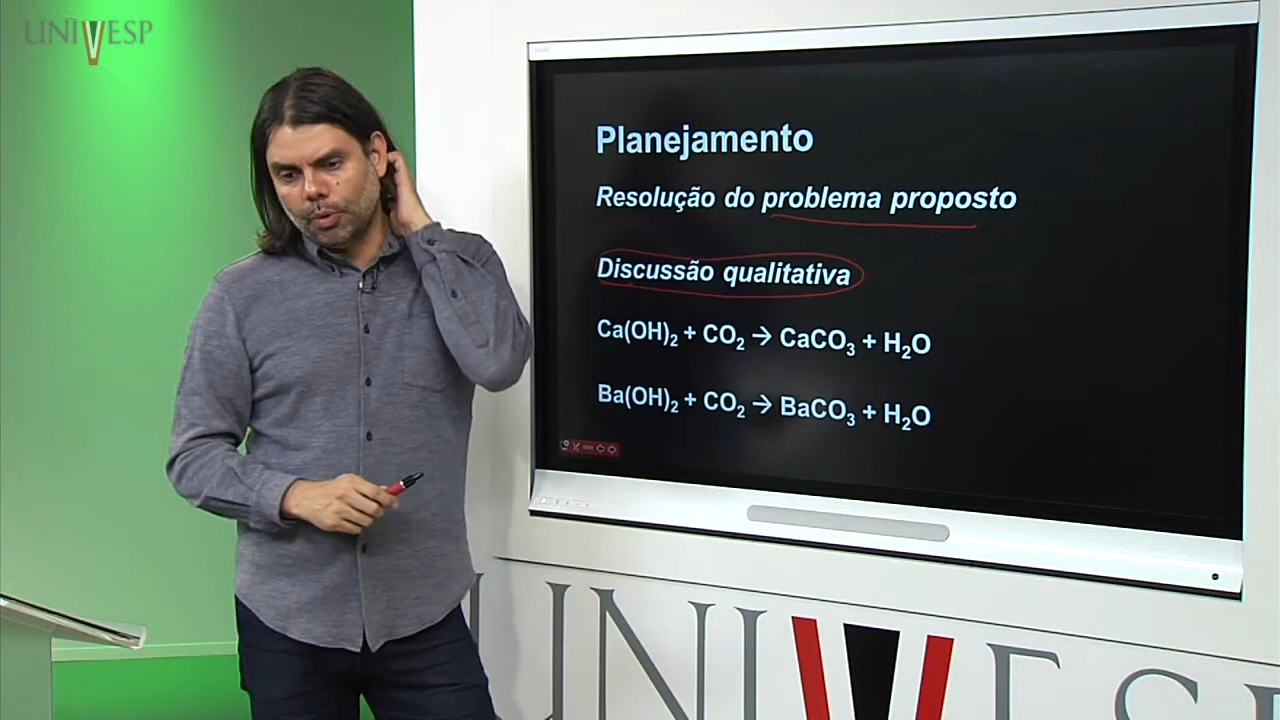 UNIVESP
Planejamento
Resolução do problema proposto
Discussão qualitativa
Ca(OH)₂ + CO₂ → CaCO₃ + H₂O
Ba(OH)₂ + CO₂ → BaCO₃ + H₂O
UNIVES